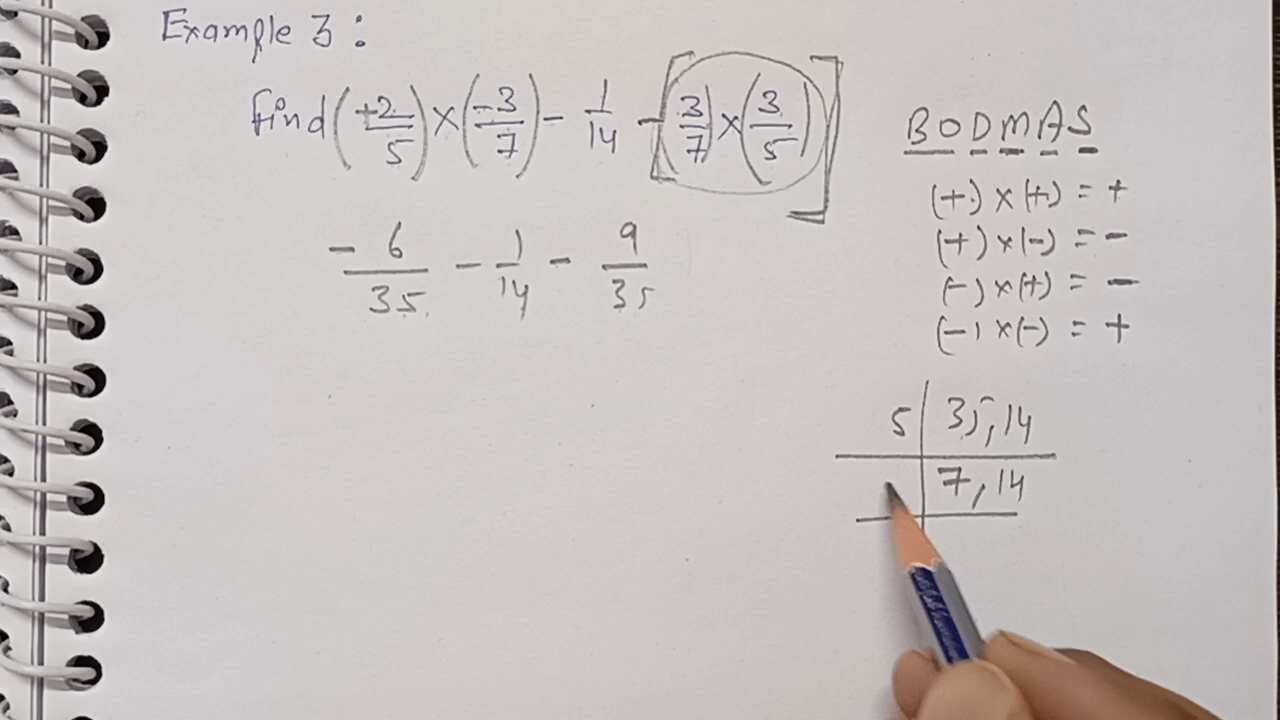 Example 3 :
find (+2/5) × (-3/7) - 1/14 - [(3/7) × (3/5)]
BODMAS
(+) × (+) = +
- 6/35 - 1/14 - 9/35
(+) × (-) = -
(-) × (+) = -
(-) × (-) = +
5 | 35, 14
7, 14